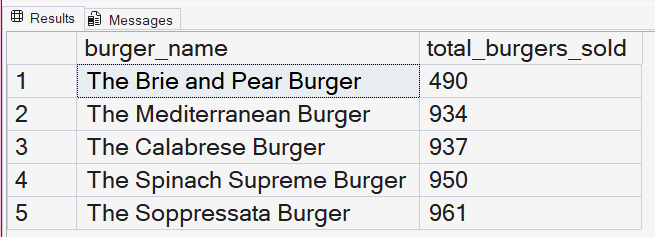 Results Messages
burger_name total_burgers_sold
1 The Brie and Pear Burger 490
2 The Mediterranean Burger 934
3 The Calabrese Burger 937
4 The Spinach Supreme Burger 950
5 The Soppressata Burger 961